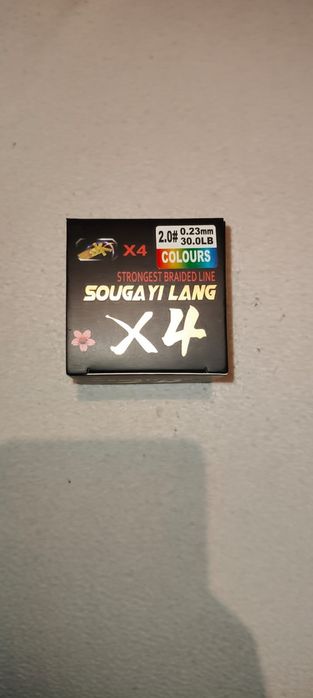 X4
2.0# 0.23mm
30.0LB
COLOURS
STRONGEST BRAIDED LINE
SOUGAYI LANG
X4